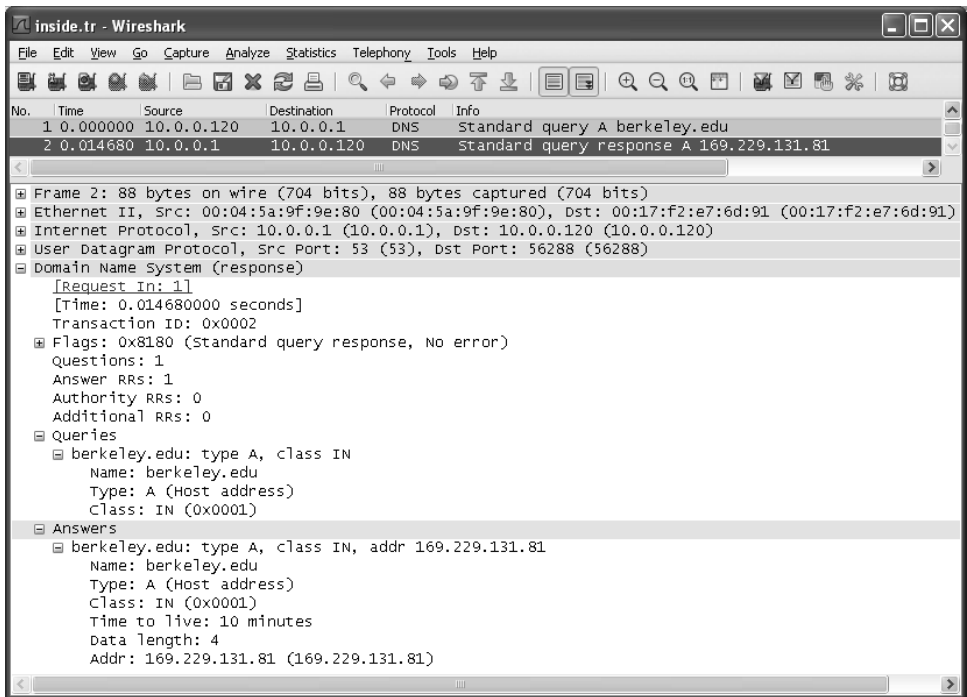 inside.tr - Wireshark
File Edit View Go Capture Analyze Statistics Telephony Tools Help
No. Time Source Destination Protocol Info
1 0.000000 10.0.0.120 10.0.0.1 DNS Standard query A berkeley.edu
2 0.014680 10.0.0.1 10.0.0.120 DNS Standard query response A 169.229.131.81
Frame 2: 88 bytes on wire (704 bits), 88 bytes captured (704 bits)
Ethernet II, Src: 00:04:5a:9f:9e:80 (00:04:5a:9f:9e:80), Dst: 00:17:f2:e7:6d:91 (00:17:f2:e7:6d:91)
Internet Protocol, Src: 10.0.0.1 (10.0.0.1), Dst: 10.0.0.120 (10.0.0.120)
User Datagram Protocol, Src Port: 53 (53), Dst Port: 56288 (56288)
Domain Name System (response)
[Request In: 1]
[Time: 0.014680000 seconds]
Transaction ID: 0x0002
Flags: 0x8180 (Standard query response, No error)
Questions: 1
Answer RRs: 1
Authority RRs: 0
Additional RRs: 0
Queries
berkeley.edu: type A, class IN
Name: berkeley.edu
Type: A (Host address)
Class: IN (0x0001)
Answers
berkeley.edu: type A, class IN, addr 169.229.131.81
Name: berkeley.edu
Type: A (Host address)
Class: IN (0x0001)
Time to live: 10 minutes
Data length: 4
Addr: 169.229.131.81 (169.229.131.81)